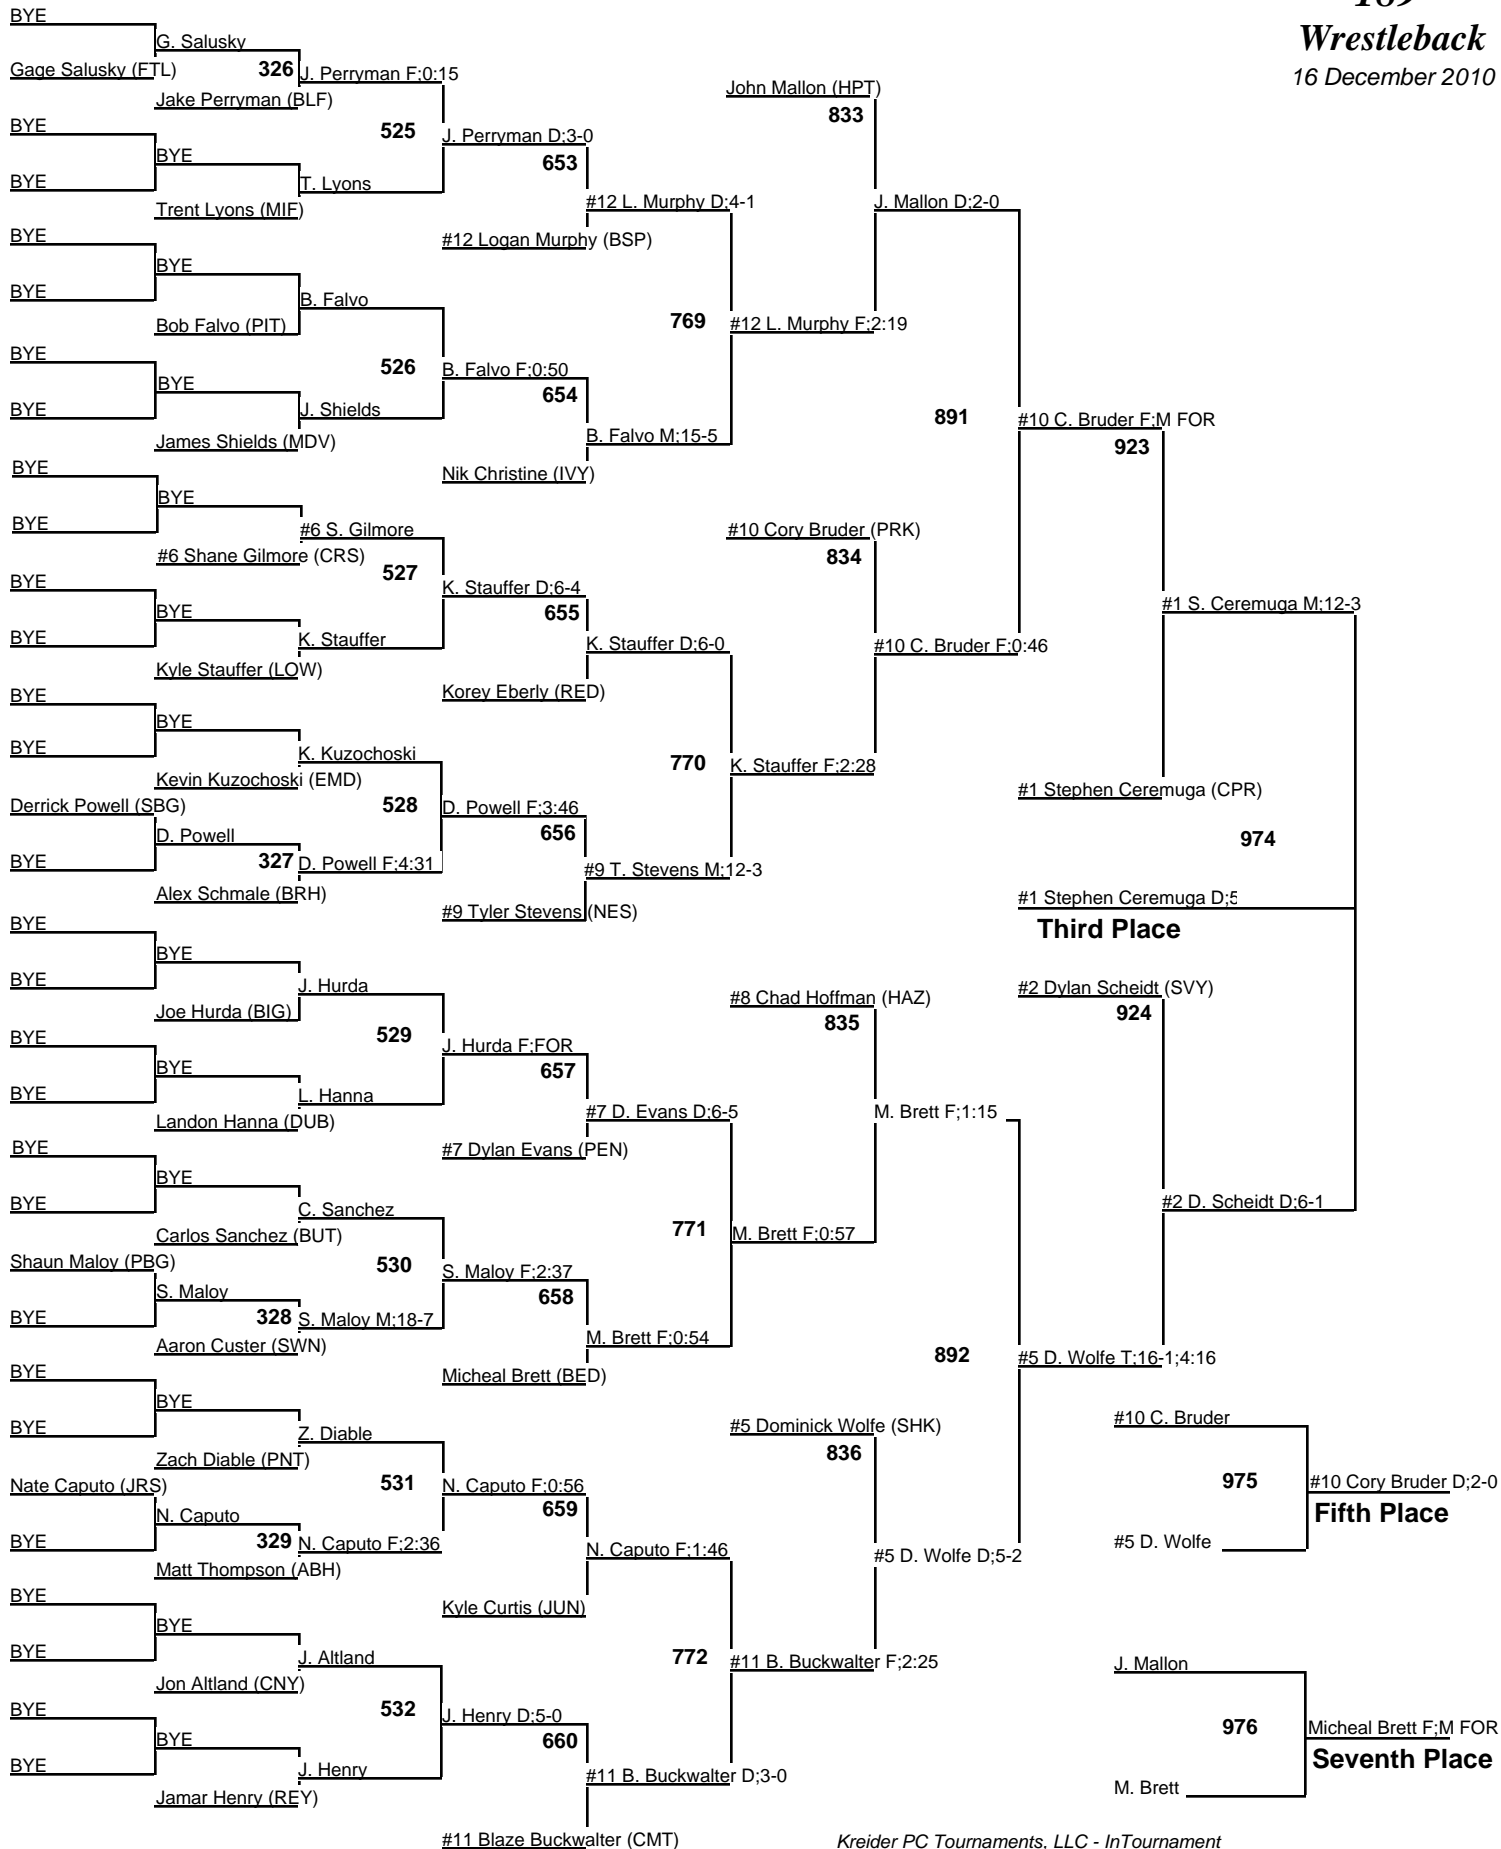 Wrestleback
16 December 2010
BYE
G. Salusky
Gage Salusky (FTL)
326
J. Perryman F;0:15
Jake Perryman (BLF)
BYE
525
J. Perryman D;3-0
BYE
653
BYE
T. Lyons
Trent Lyons (MIF)
#12 L. Murphy D;4-1
#12 Logan Murphy (BSP)
BYE
BYE
BYE
B. Falvo
Bob Falvo (PIT)
769
#12 L. Murphy F;2:19
BYE
526
B. Falvo F;0:50
BYE
654
BYE
J. Shields
James Shields (MDV)
B. Falvo M;15-5
Nik Christine (IVY)
John Mallon (HPT)
833
J. Mallon D;2-0
891
#10 C. Bruder F;M FOR
923
BYE
BYE
BYE
#6 S. Gilmore
#6 Shane Gilmore (CRS)
527
BYE
K. Stauffer D;6-4
BYE
655
BYE
K. Stauffer
K. Stauffer D;6-0
Kyle Stauffer (LOW)
Korey Eberly (RED)
#10 Cory Bruder (PRK)
834
#10 C. Bruder F;0:46
#1 S. Ceremuga M;12-3
BYE
BYE
BYE
K. Kuzochoski
770
K. Stauffer F;2:28
Kevin Kuzochoski (EMD)
Derrick Powell (SBG)
528
D. Powell F;3:46
D. Powell
656
BYE
327
D. Powell F;4:31
#9 T. Stevens M;12-3
Alex Schmale (BRH)
#9 Tyler Stevens (NES)
#1 Stephen Ceremuga (CPR)
974
#1 Stephen Ceremuga D;5
Third Place
BYE
BYE
BYE
J. Hurda
Joe Hurda (BIG)
529
BYE
J. Hurda F;FOR
BYE
657
BYE
L. Hanna
#7 D. Evans D;6-5
Landon Hanna (DUB)
#7 Dylan Evans (PEN)
#8 Chad Hoffman (HAZ)
835
M. Brett F;1:15
#2 Dylan Scheidt (SVY)
924
#2 D. Scheidt D;6-1
BYE
BYE
BYE
C. Sanchez
Carlos Sanchez (BUT)
771
M. Brett F;0:57
Shaun Maloy (PBG)
530
S. Maloy F;2:37
S. Maloy
658
BYE
328
S. Maloy M;18-7
M. Brett F;0:54
Aaron Custer (SWN)
Micheal Brett (BED)
892
#5 D. Wolfe T;16-1;4:16
BYE
BYE
BYE
Z. Diable
Zach Diable (PNT)
Nate Caputo (JRS)
531
N. Caputo F;0:56
N. Caputo
659
BYE
329
N. Caputo F;2:36
N. Caputo F;1:46
Matt Thompson (ABH)
Kyle Curtis (JUN)
#5 Dominick Wolfe (SHK)
836
#5 D. Wolfe D;5-2
#10 C. Bruder
975
#10 Cory Bruder D;2-0
Fifth Place
#5 D. Wolfe
BYE
BYE
BYE
J. Altland
772
#11 B. Buckwalter F;2:25
Jon Altland (CNY)
BYE
532
J. Henry D;5-0
BYE
660
BYE
J. Henry
#11 B. Buckwalter D;3-0
Jamar Henry (REY)
#11 Blaze Buckwalter (CMT)
J. Mallon
976
Micheal Brett F;M FOR
Seventh Place
M. Brett
Kreider PC Tournaments, LLC - InTournament